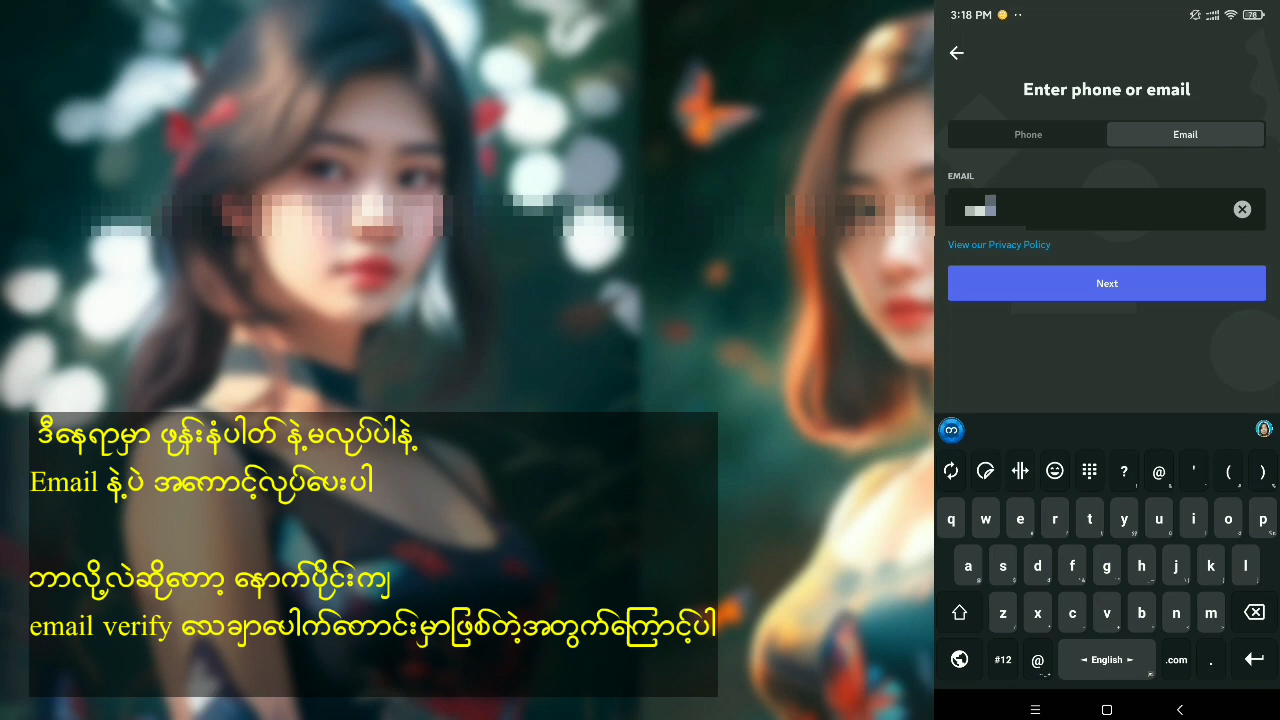 ဒီနေရာမှာ ဖုန်းနံပါတ် နဲ့မလုပ်ပါနဲ့
Email နဲ့ပဲ အကောင့်လုပ်ပေးပါ
ဘာလို့လဲဆိုတော့ နောက်ပိုင်းကျ
email verify သေချာပေါက်တောင်းမှာဖြစ်တဲ့အတွက်ကြောင့်ပါ
3:18 PM
78
Enter phone or email
Phone Email
EMAIL
View our Privacy Policy
Next
? @ ' ( )
q w e r t y u i o p
a s d f g h j k l
z x c v b n m
#12 @ ◄ English ► .com .